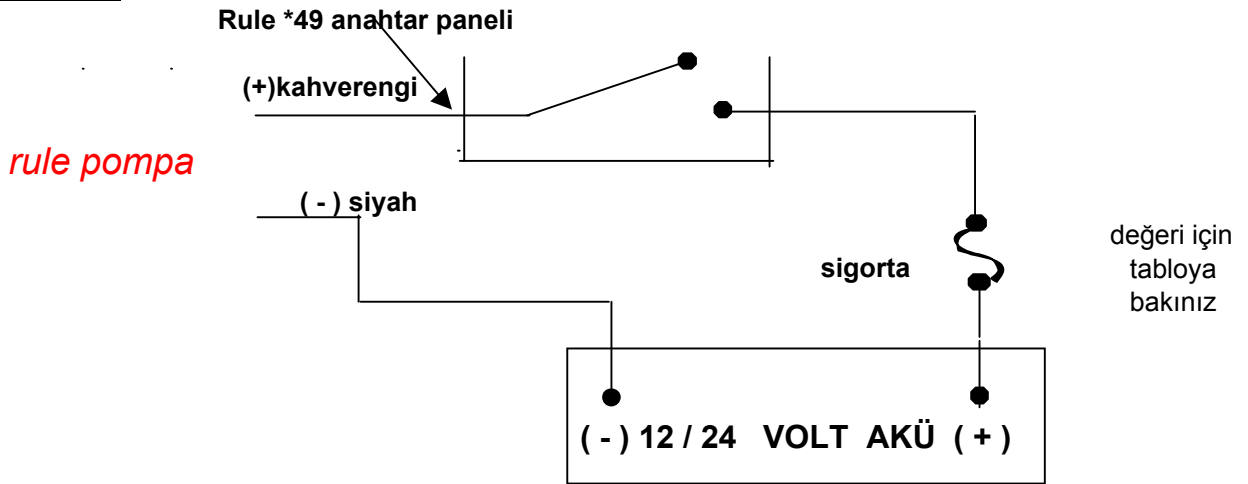 Rule *49 anahtar paneli
(+)kahverengi
rule pompa
( - ) siyah
sigorta
değeri için
tabloya
bakınız
( - ) 12 / 24 VOLT AKÜ ( + )